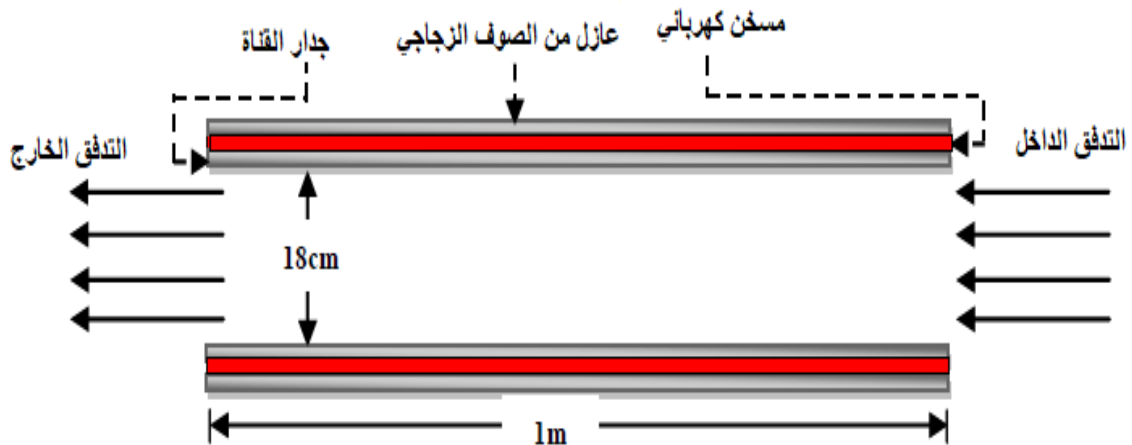 مسخن كهربائي
عازل من الصوف الزجاجي
جدار القناة
التدفق الداخل
التدفق الخارج
18cm
1m